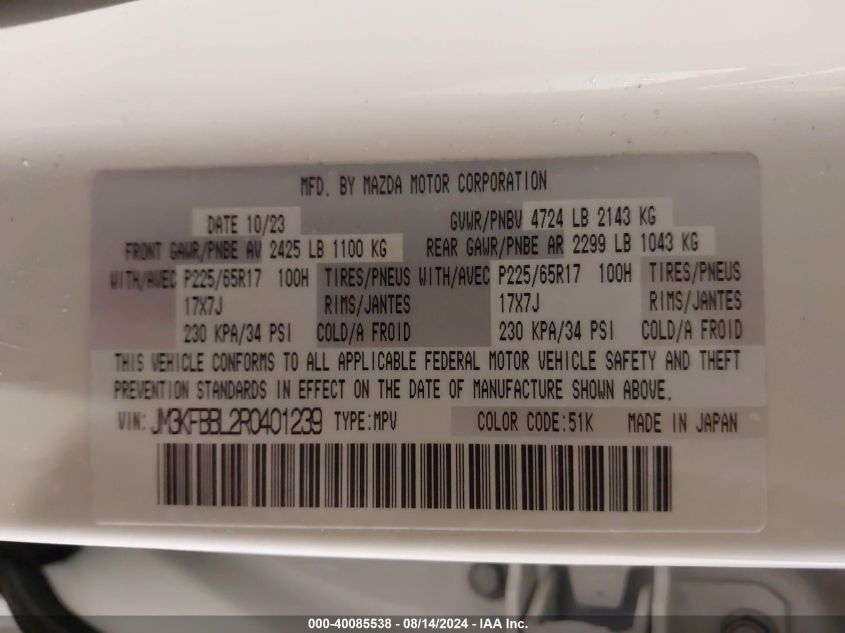 MFD. BY MAZDA MOTOR CORPORATION
DATE 10/23 GVWR/PNBV 4724 LB 2143 KG
FRONT GAWR/PNBE AV 2425 LB 1100 KG REAR GAWR/PNBE AR 2299 LB 1043 KG
WITH/AVEC P225/65R17 100H TIRES/PNEUS WITH/AVEC P225/65R17 100H TIRES/PNEUS
17X7J RIMS/JANTES 17X7J RIMS/JANTES
230 KPA/34 PSI COLD/A FROID 230 KPA/34 PSI COLD/A FROID
THIS VEHICLE CONFORMS TO ALL APPLICABLE FEDERAL MOTOR VEHICLE SAFETY AND THEFT
PREVENTION STANDARDS IN EFFECT ON THE DATE OF MANUFACTURE SHOWN ABOVE.
VIN: JM3KFBBL2R0401239 TYPE:MPV COLOR CODE:51K MADE IN JAPAN
000-40085538 - 08/14/2024 - IAA Inc.